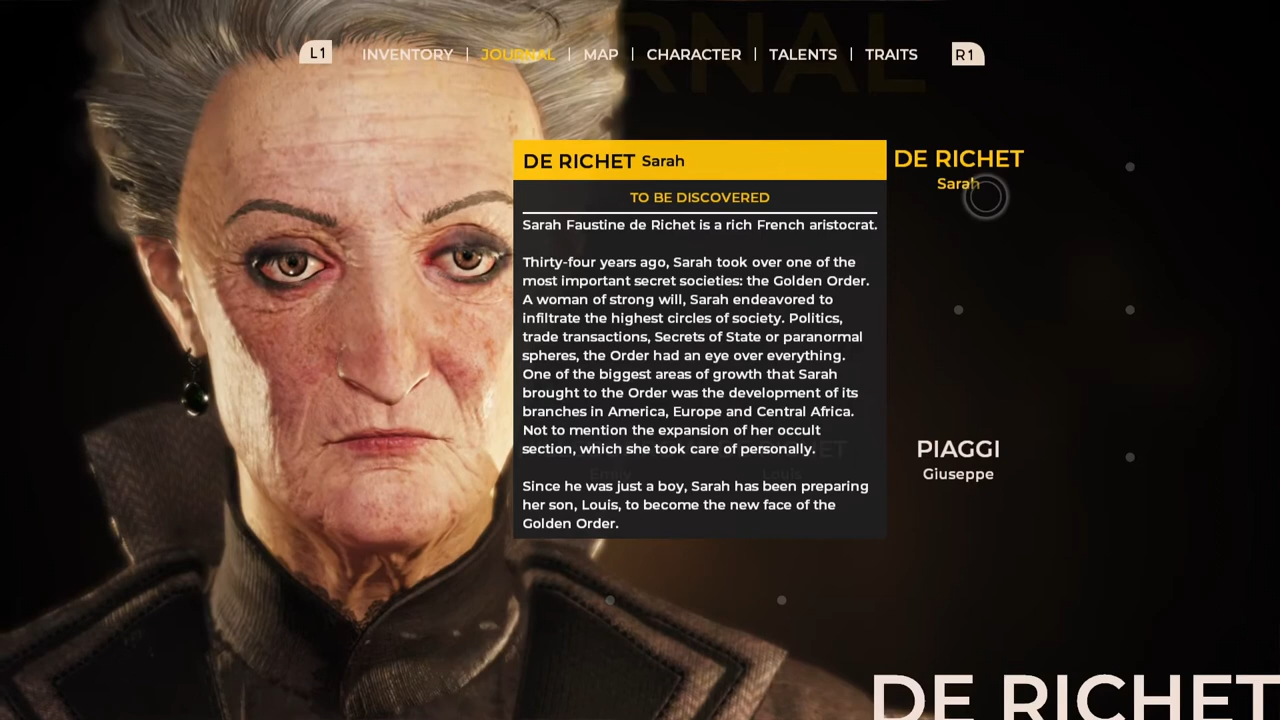 RNAL
L1 INVENTORY | JOURNAL | MAP | CHARACTER | TALENTS | TRAITS R1
DE RICHET Sarah
TO BE DISCOVERED
Sarah Faustine de Richet is a rich French aristocrat.
Thirty-four years ago, Sarah took over one of the
most important secret societies: the Golden Order.
A woman of strong will, Sarah endeavored to
infiltrate the highest circles of society. Politics,
trade transactions, Secrets of State or paranormal
spheres, the Order had an eye over everything.
One of the biggest areas of growth that Sarah
brought to the Order was the development of its
branches in America, Europe and Central Africa.
Not to mention the expansion of her occult
section, which she took care of personally.
Since he was just a boy, Sarah has been preparing
her son, Louis, to become the new face of the
Golden Order.
DE RICHET
Sarah
PIAGGI
Giuseppe
DE RICHET